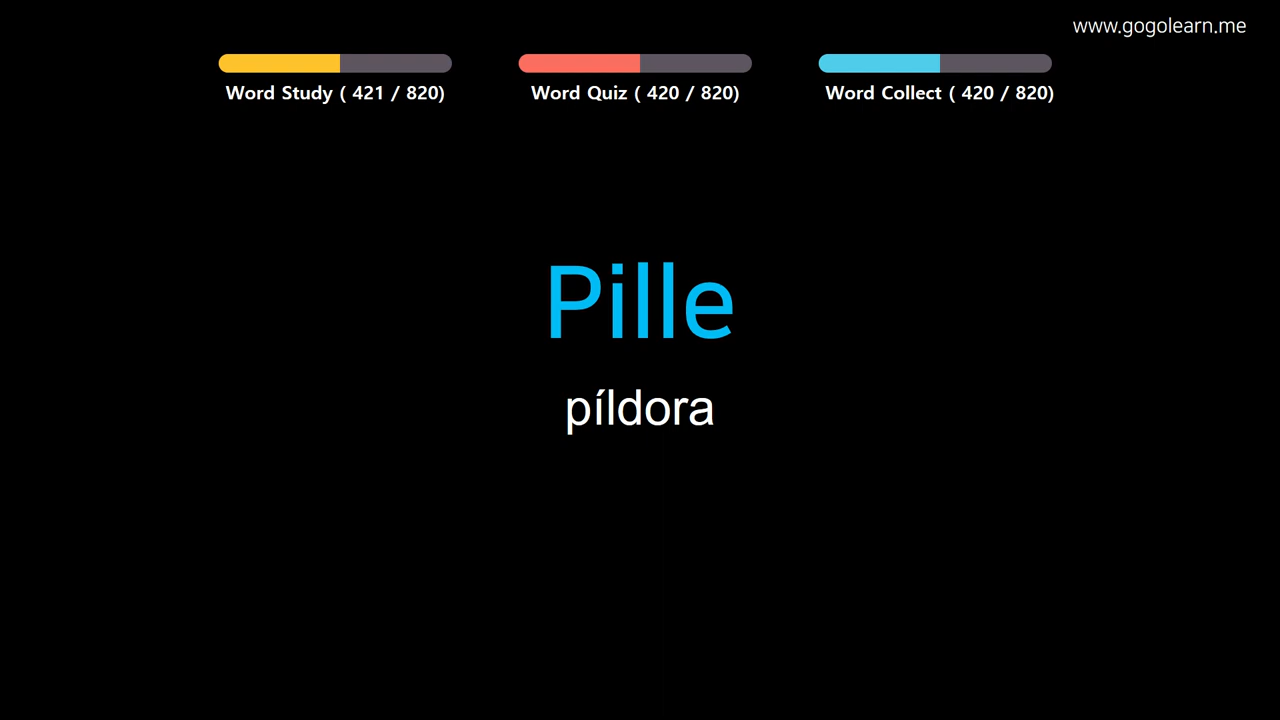 www.gogolearn.me
Word Study ( 421 / 820)
Word Quiz ( 420 / 820)
Word Collect ( 420 / 820)
Pille
píldora